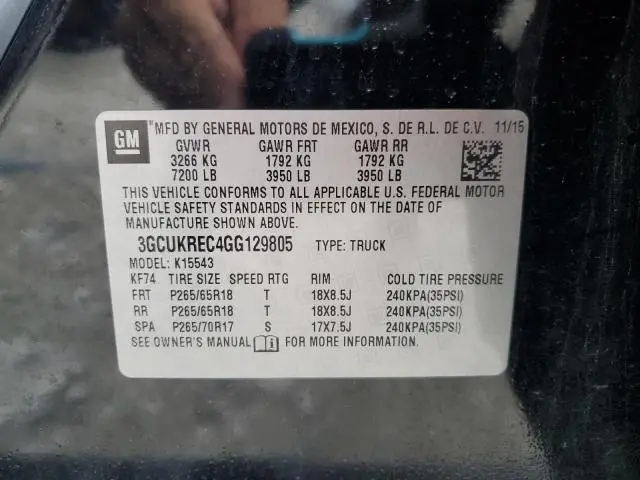 GM
"MFD BY GENERAL MOTORS DE MEXICO, S. DE R.L. DE C.V. 11/15
GVWR GAWR FRT GAWR RR
3266 KG 1792 KG 1792 KG
7200 LB 3950 LB 3950 LB
THIS VEHICLE CONFORMS TO ALL APPLICABLE U.S. FEDERAL MOTOR
VEHICLE SAFETY STANDARDS IN EFFECT ON THE DATE OF
MANUFACTURE SHOWN ABOVE.
3GCUKREC4GG129805 TYPE: TRUCK
MODEL: K15543
KF74 TIRE SIZE SPEED RTG RIM COLD TIRE PRESSURE
FRT P265/65R18 T 18X8.5J 240KPA(35PSI)
RR P265/65R18 T 18X8.5J 240KPA(35PSI)
SPA P265/70R17 S 17X7.5J 240KPA(35PSI)
SEE OWNER'S MANUAL FOR MORE INFORMATION.